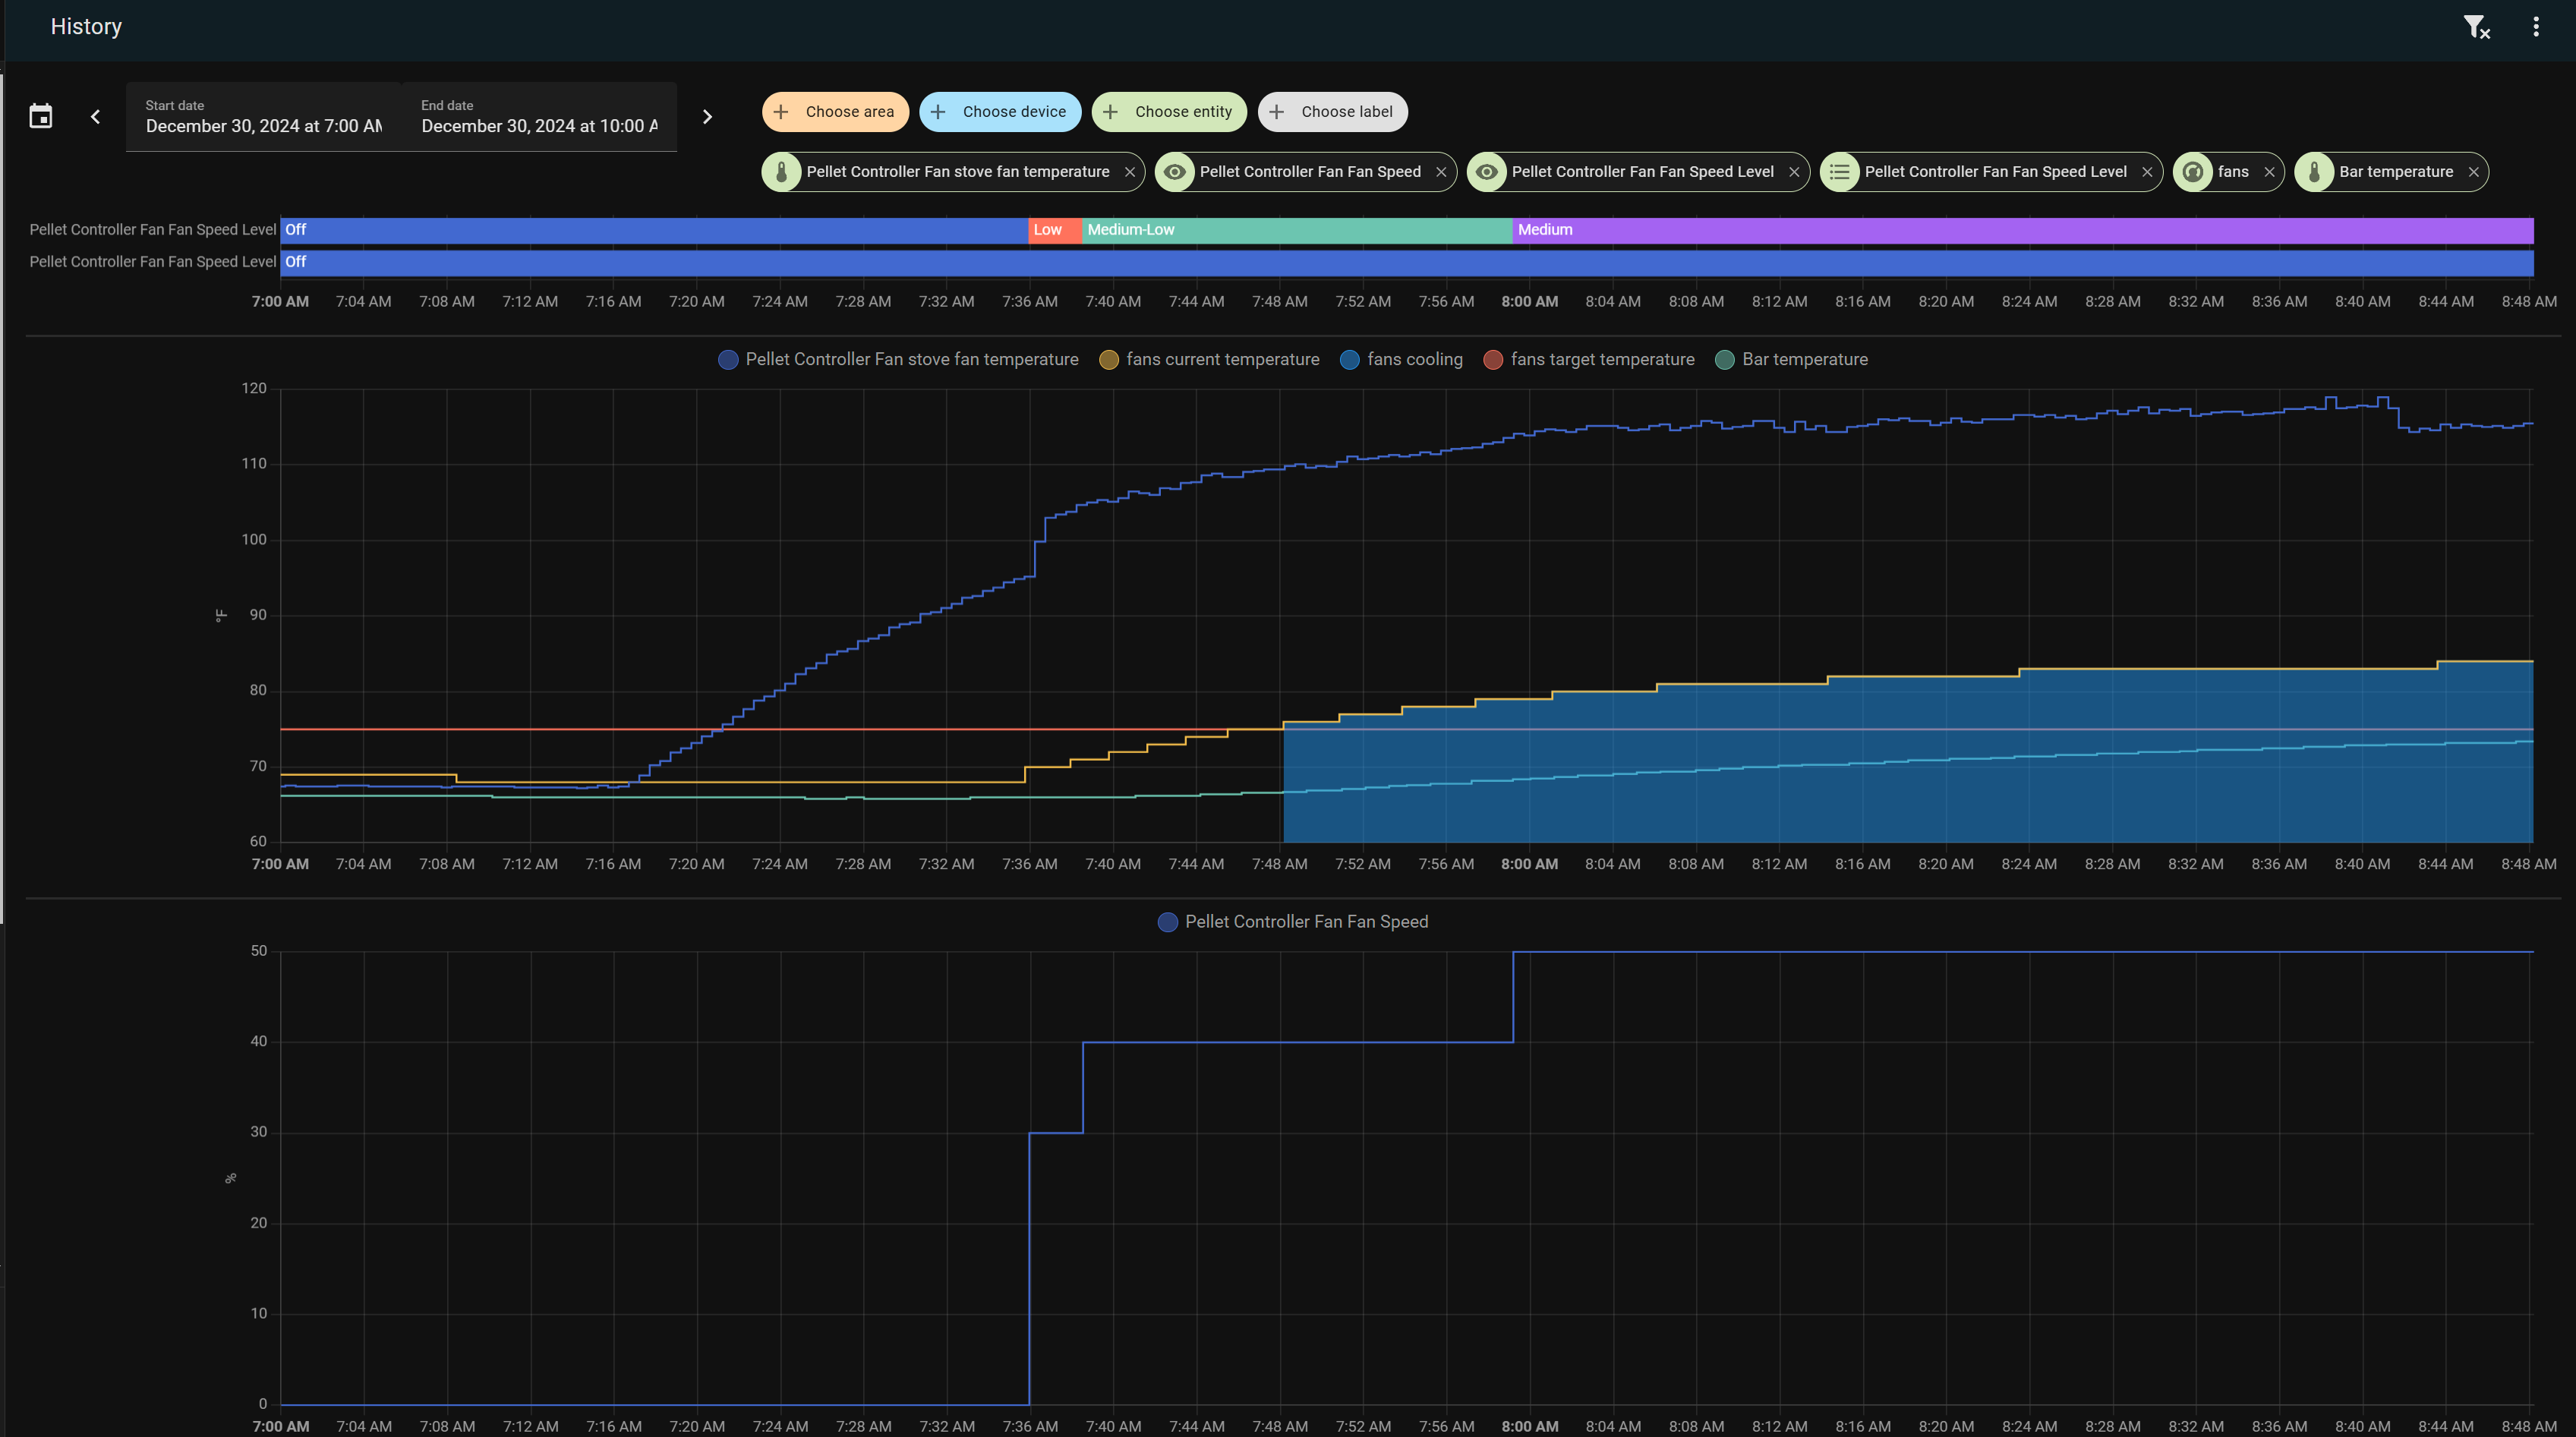 History
Start date
December 30, 2024 at 7:00 AM
End date
December 30, 2024 at 10:00 A
Choose area
Choose device
Choose entity
Choose label
Pellet Controller Fan stove fan temperature
Pellet Controller Fan Fan Speed
Pellet Controller Fan Fan Speed Level
Pellet Controller Fan Fan Speed Level
fans
Bar temperature
Pellet Controller Fan Fan Speed Level Off Low Medium-Low Medium
Pellet Controller Fan Fan Speed Level Off
7:00 AM 7:04 AM 7:08 AM 7:12 AM 7:16 AM 7:20 AM 7:24 AM 7:28 AM 7:32 AM 7:36 AM 7:40 AM 7:44 AM 7:48 AM 7:52 AM 7:56 AM 8:00 AM 8:04 AM 8:08 AM 8:12 AM 8:16 AM 8:20 AM 8:24 AM 8:28 AM 8:32 AM 8:36 AM 8:40 AM 8:44 AM 8:48 AM
Pellet Controller Fan stove fan temperature fans current temperature fans cooling fans target temperature Bar temperature
120
110
100
90
°F
80
70
60
7:00 AM 7:04 AM 7:08 AM 7:12 AM 7:16 AM 7:20 AM 7:24 AM 7:28 AM 7:32 AM 7:36 AM 7:40 AM 7:44 AM 7:48 AM 7:52 AM 7:56 AM 8:00 AM 8:04 AM 8:08 AM 8:12 AM 8:16 AM 8:20 AM 8:24 AM 8:28 AM 8:32 AM 8:36 AM 8:40 AM 8:44 AM 8:48 AM
Pellet Controller Fan Fan Speed
50
40
30
%
20
10
0
7:00 AM 7:04 AM 7:08 AM 7:12 AM 7:16 AM 7:20 AM 7:24 AM 7:28 AM 7:32 AM 7:36 AM 7:40 AM 7:44 AM 7:48 AM 7:52 AM 7:56 AM 8:00 AM 8:04 AM 8:08 AM 8:12 AM 8:16 AM 8:20 AM 8:24 AM 8:28 AM 8:32 AM 8:36 AM 8:40 AM 8:44 AM 8:48 AM